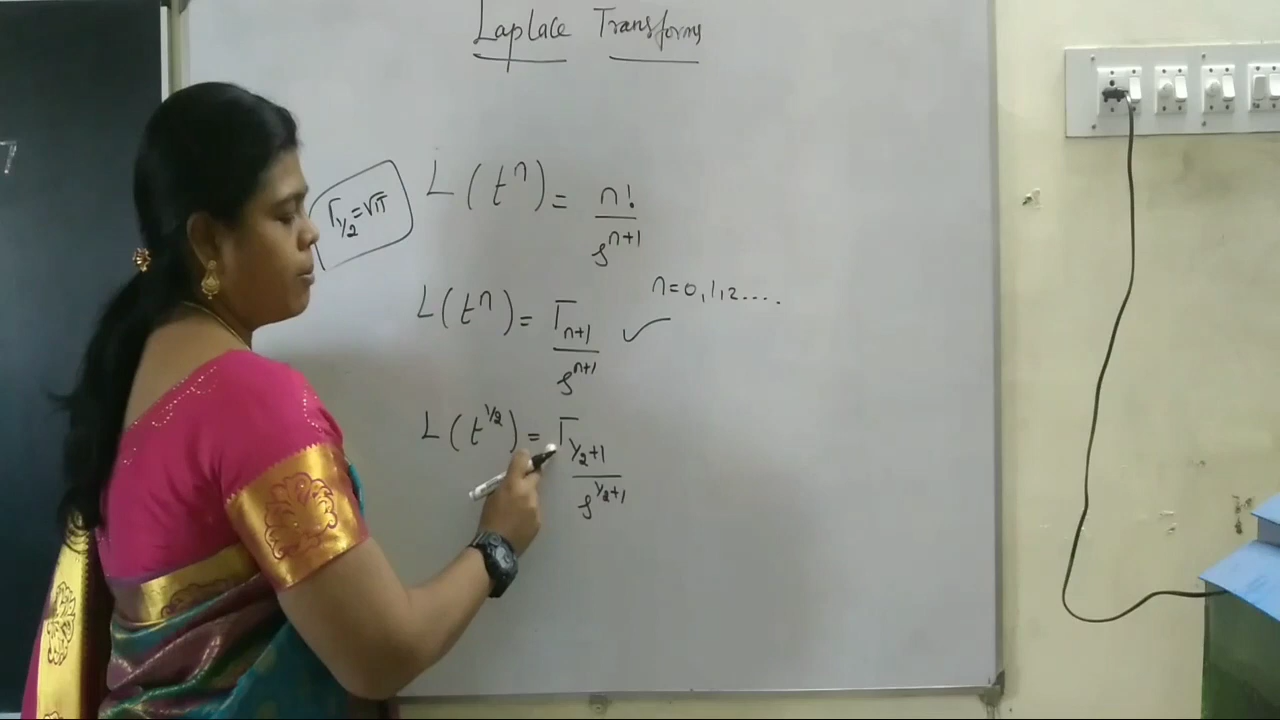 Laplace Transforms
Γ1/2 = √π
L(t^n) = n! / s^(n+1)
n = 0, 1, 2 ....
L(t^n) = Γn+1 / s^(n+1) ✓
L(t^(1/2)) = Γ1/2+1 / s^(1/2+1)
7